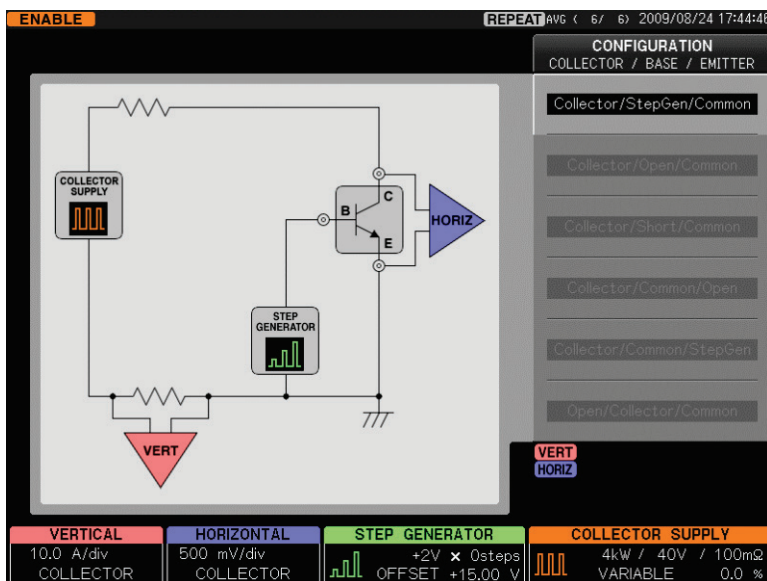 ENABLE
REPEAT AVG ( 6/ 6) 2009/08/24 17:44:46
CONFIGURATION
COLLECTOR / BASE / EMITTER
Collector/StepGen/Common
Collector/Open/Common
Collector/Short/Common
Collector/Common/Open
Collector/Common/StepGen
Open/Collector/Common
COLLECTOR
SUPPLY
B
C
E
HORIZ
STEP
GENERATOR
VERT
VERT
HORIZ
VERTICAL
10.0 A/div
COLLECTOR
HORIZONTAL
500 mV/div
COLLECTOR
STEP GENERATOR
+2V × 0steps
OFFSET +15.00 V
COLLECTOR SUPPLY
4kW / 40V / 100mΩ
VARIABLE 0.0 %